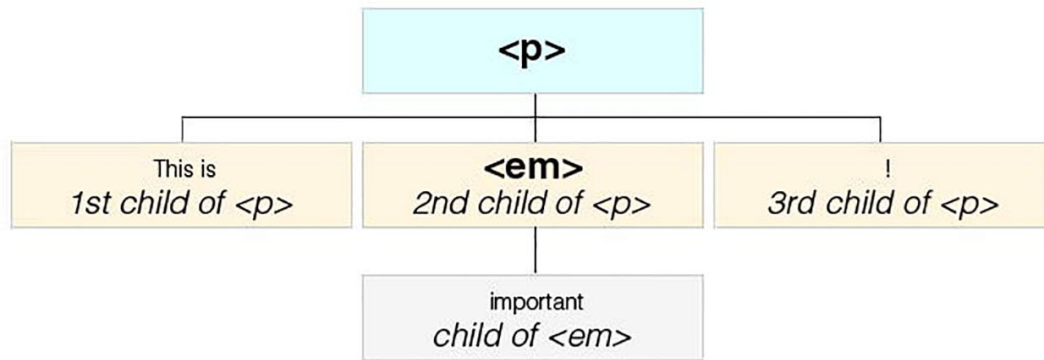 <p>
This is
1st child of <p>
<em>
2nd child of <p>
!
3rd child of <p>
important
child of <em>